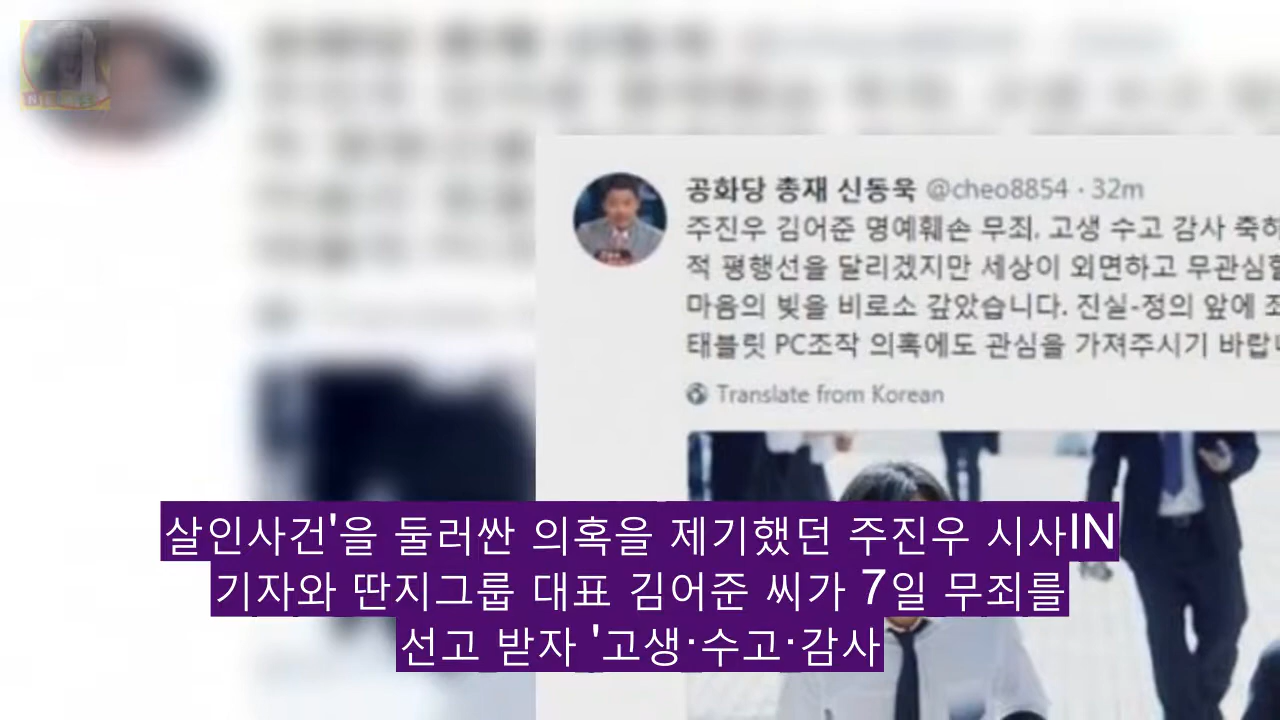 공화당 총재 신동욱 @cheo8854 · 32m
주진우 김어준 명예훼손 무죄, 고생 수고 감사 축하
적 평행선을 달리겠지만 세상이 외면하고 무관심할
마음의 빚을 비로소 갚았습니다. 진실-정의 앞에
태블릿 PC조작 의혹에도 관심을 가져주시기 바랍니
Translate from Korean
살인사건'을 둘러싼 의혹을 제기했던 주진우 시사IN
기자와 딴지그룹 대표 김어준 씨가 7일 무죄를
선고 받자 '고생·수고·감사